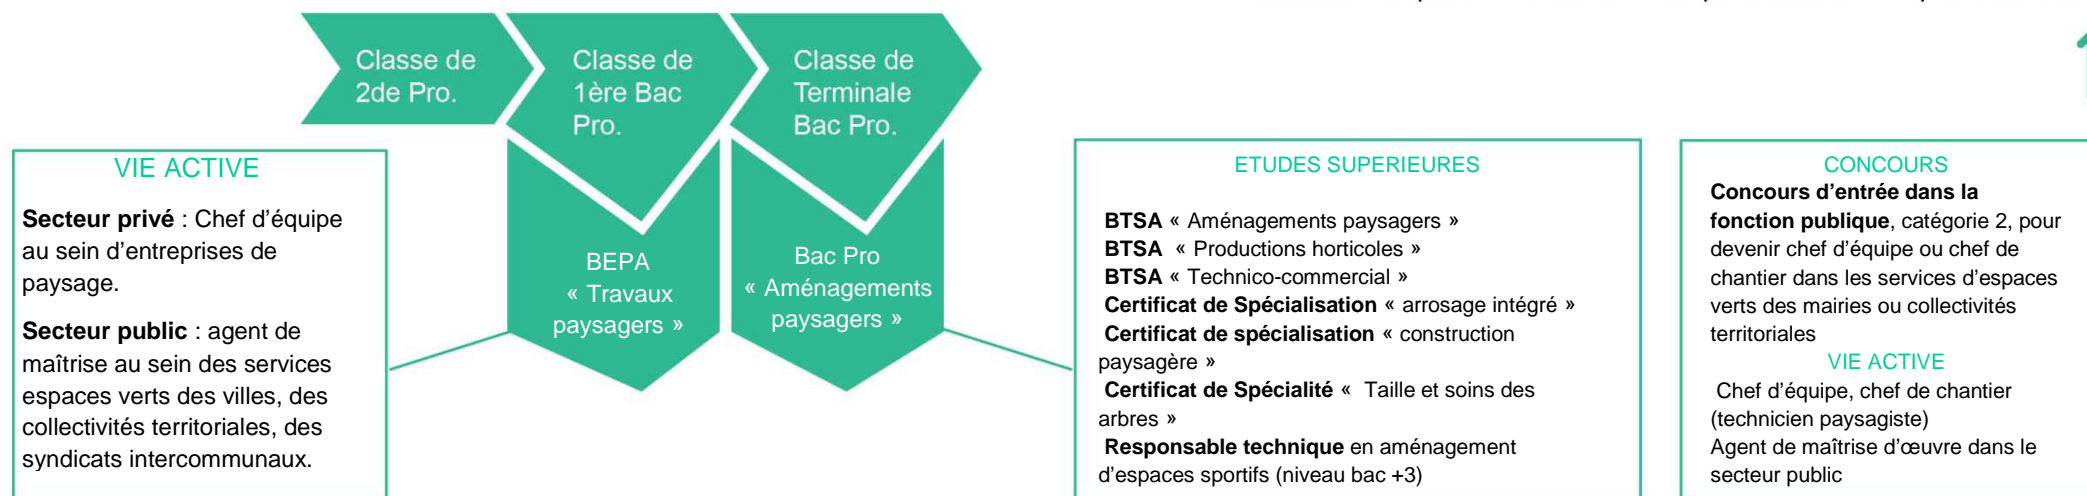 Classe de
2de Pro.
Classe de
1ère Bac
Pro.
Classe de
Terminale
Bac Pro.
VIE ACTIVE
Secteur privé : Chef d’équipe
au sein d’entreprises de
paysage.
Secteur public : agent de
maîtrise au sein des services
espaces verts des villes, des
collectivités territoriales, des
syndicats intercommunaux.
BEPA
« Travaux
paysagers »
Bac Pro
« Aménagements
paysagers »
ETUDES SUPERIEURES
BTSA « Aménagements paysagers »
BTSA « Productions horticoles »
BTSA « Technico-commercial »
Certificat de Spécialisation « arrosage intégré »
Certificat de spécialisation « construction
paysagère »
Certificat de Spécialité « Taille et soins des
arbres »
Responsable technique en aménagement
d’espaces sportifs (niveau bac +3)
CONCOURS
Concours d’entrée dans la
fonction publique, catégorie 2, pour
devenir chef d’équipe ou chef de
chantier dans les services d’espaces
verts des mairies ou collectivités
territoriales
VIE ACTIVE
Chef d’équipe, chef de chantier
(technicien paysagiste)
Agent de maîtrise d’œuvre dans le
secteur public